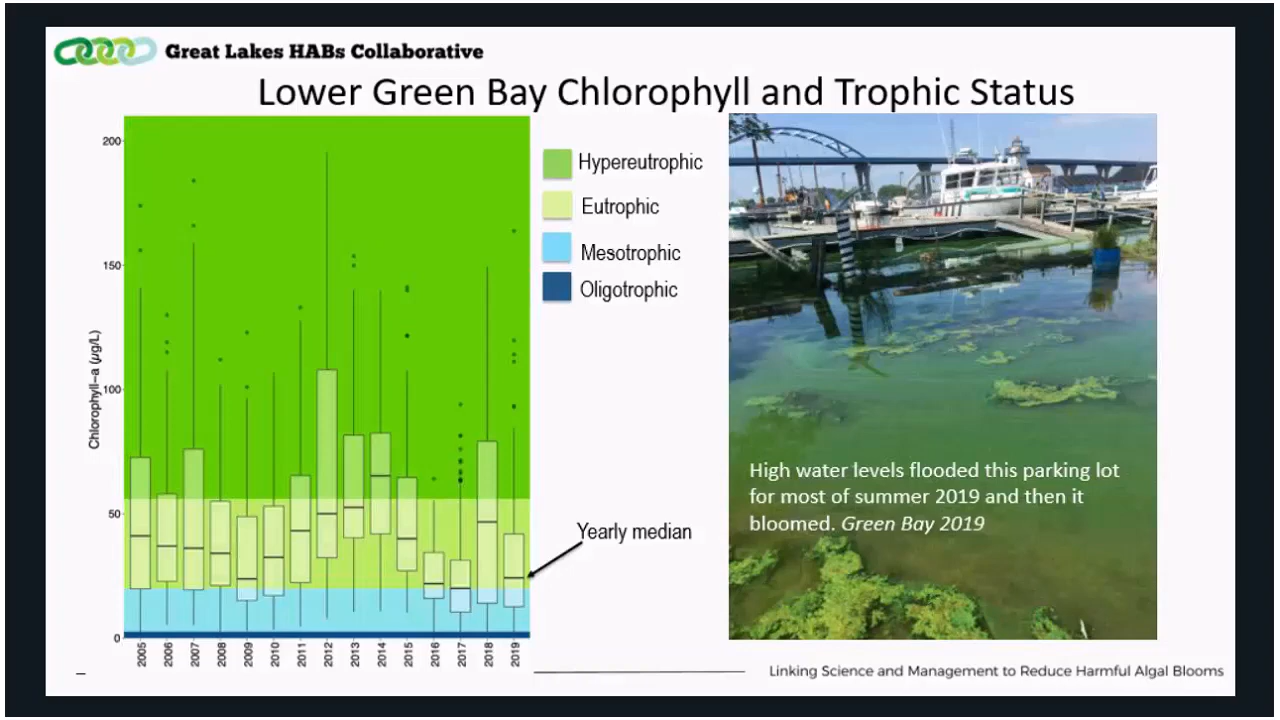 Great Lakes HABs Collaborative
Lower Green Bay Chlorophyll and Trophic Status
Chlorophyll−a (µg/L)
200
150
100
50
0
2005
2006
2007
2008
2009
2010
2011
2012
2013
2014
2015
2016
2017
2018
2019
Hypereutrophic
Eutrophic
Mesotrophic
Oligotrophic
Yearly median
High water levels flooded this parking lot
for most of summer 2019 and then it
bloomed. Green Bay 2019
Linking Science and Management to Reduce Harmful Algal Blooms